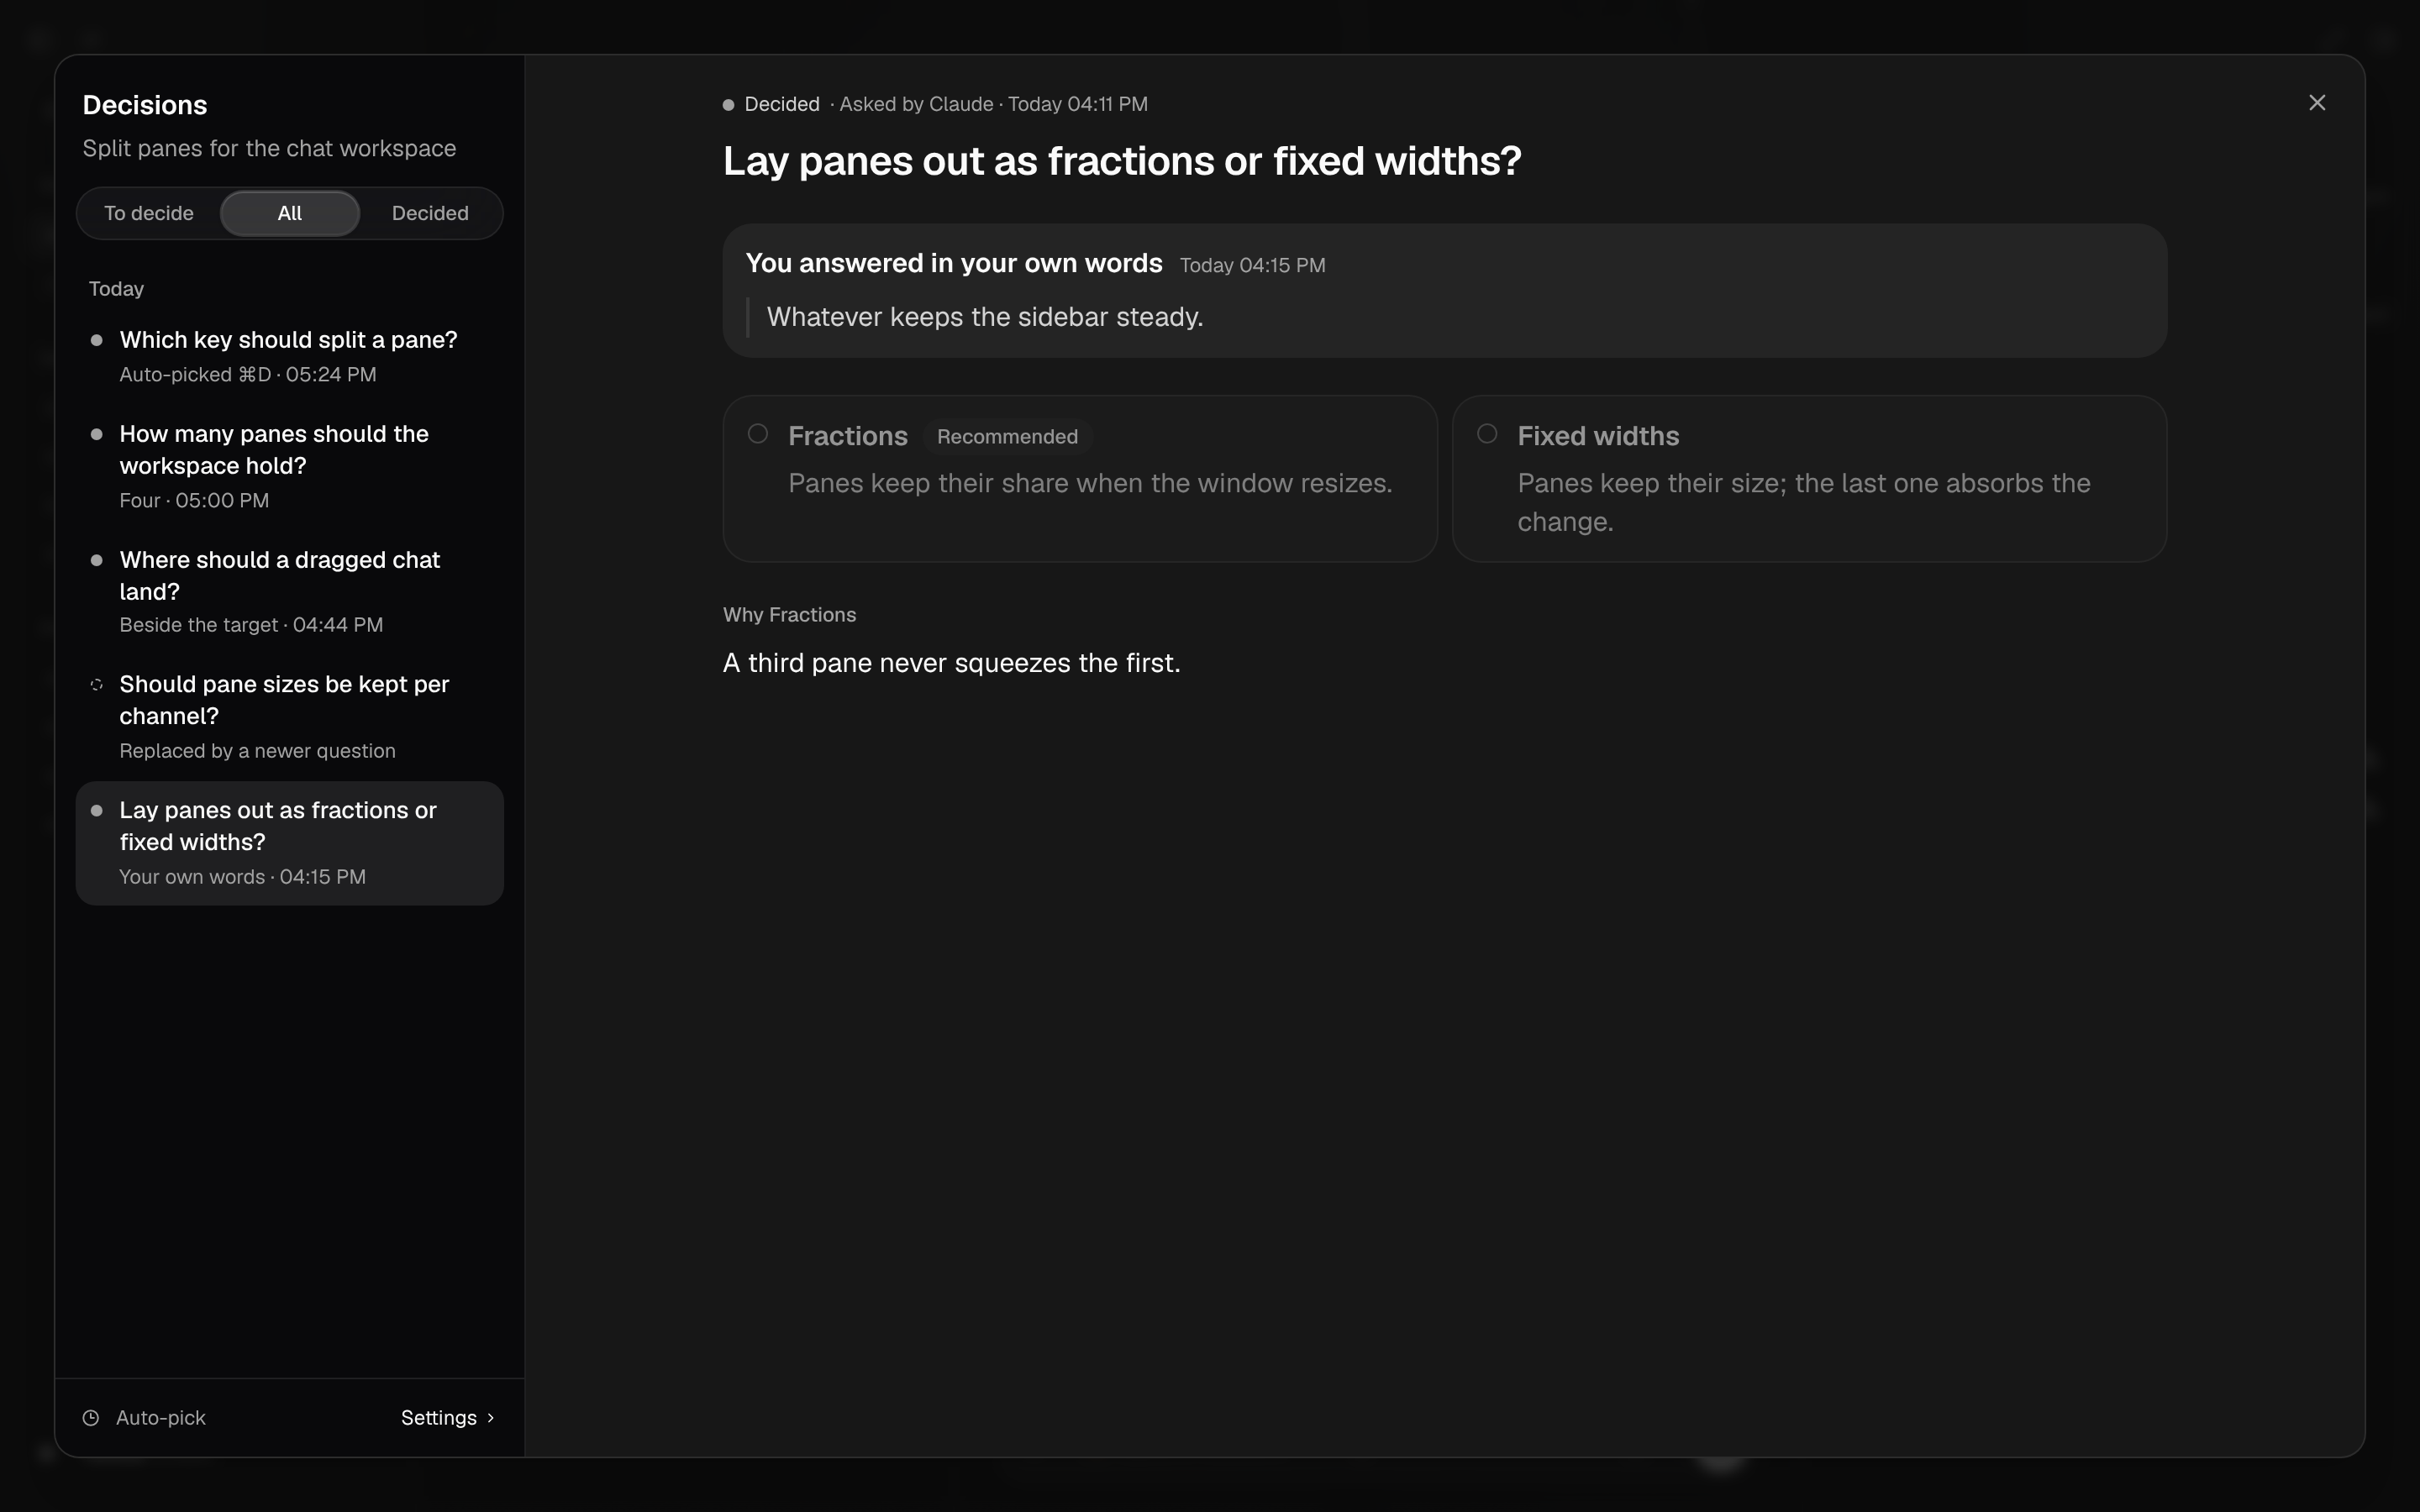 Decisions
Split panes for the chat workspace
To decide
All
Decided
Today
Which key should split a pane?
Auto-picked ⌘D · 05:24 PM
How many panes should the
workspace hold?
Four · 05:00 PM
Where should a dragged chat
land?
Beside the target · 04:44 PM
Should pane sizes be kept per
channel?
Replaced by a newer question
Lay panes out as fractions or
fixed widths?
Your own words · 04:15 PM
Auto-pick
Settings
Decided · Asked by Claude · Today 04:11 PM
Lay panes out as fractions or fixed widths?
You answered in your own words Today 04:15 PM
Whatever keeps the sidebar steady.
Fractions Recommended
Panes keep their share when the window resizes.
Fixed widths
Panes keep their size; the last one absorbs the
change.
Why Fractions
A third pane never squeezes the first.